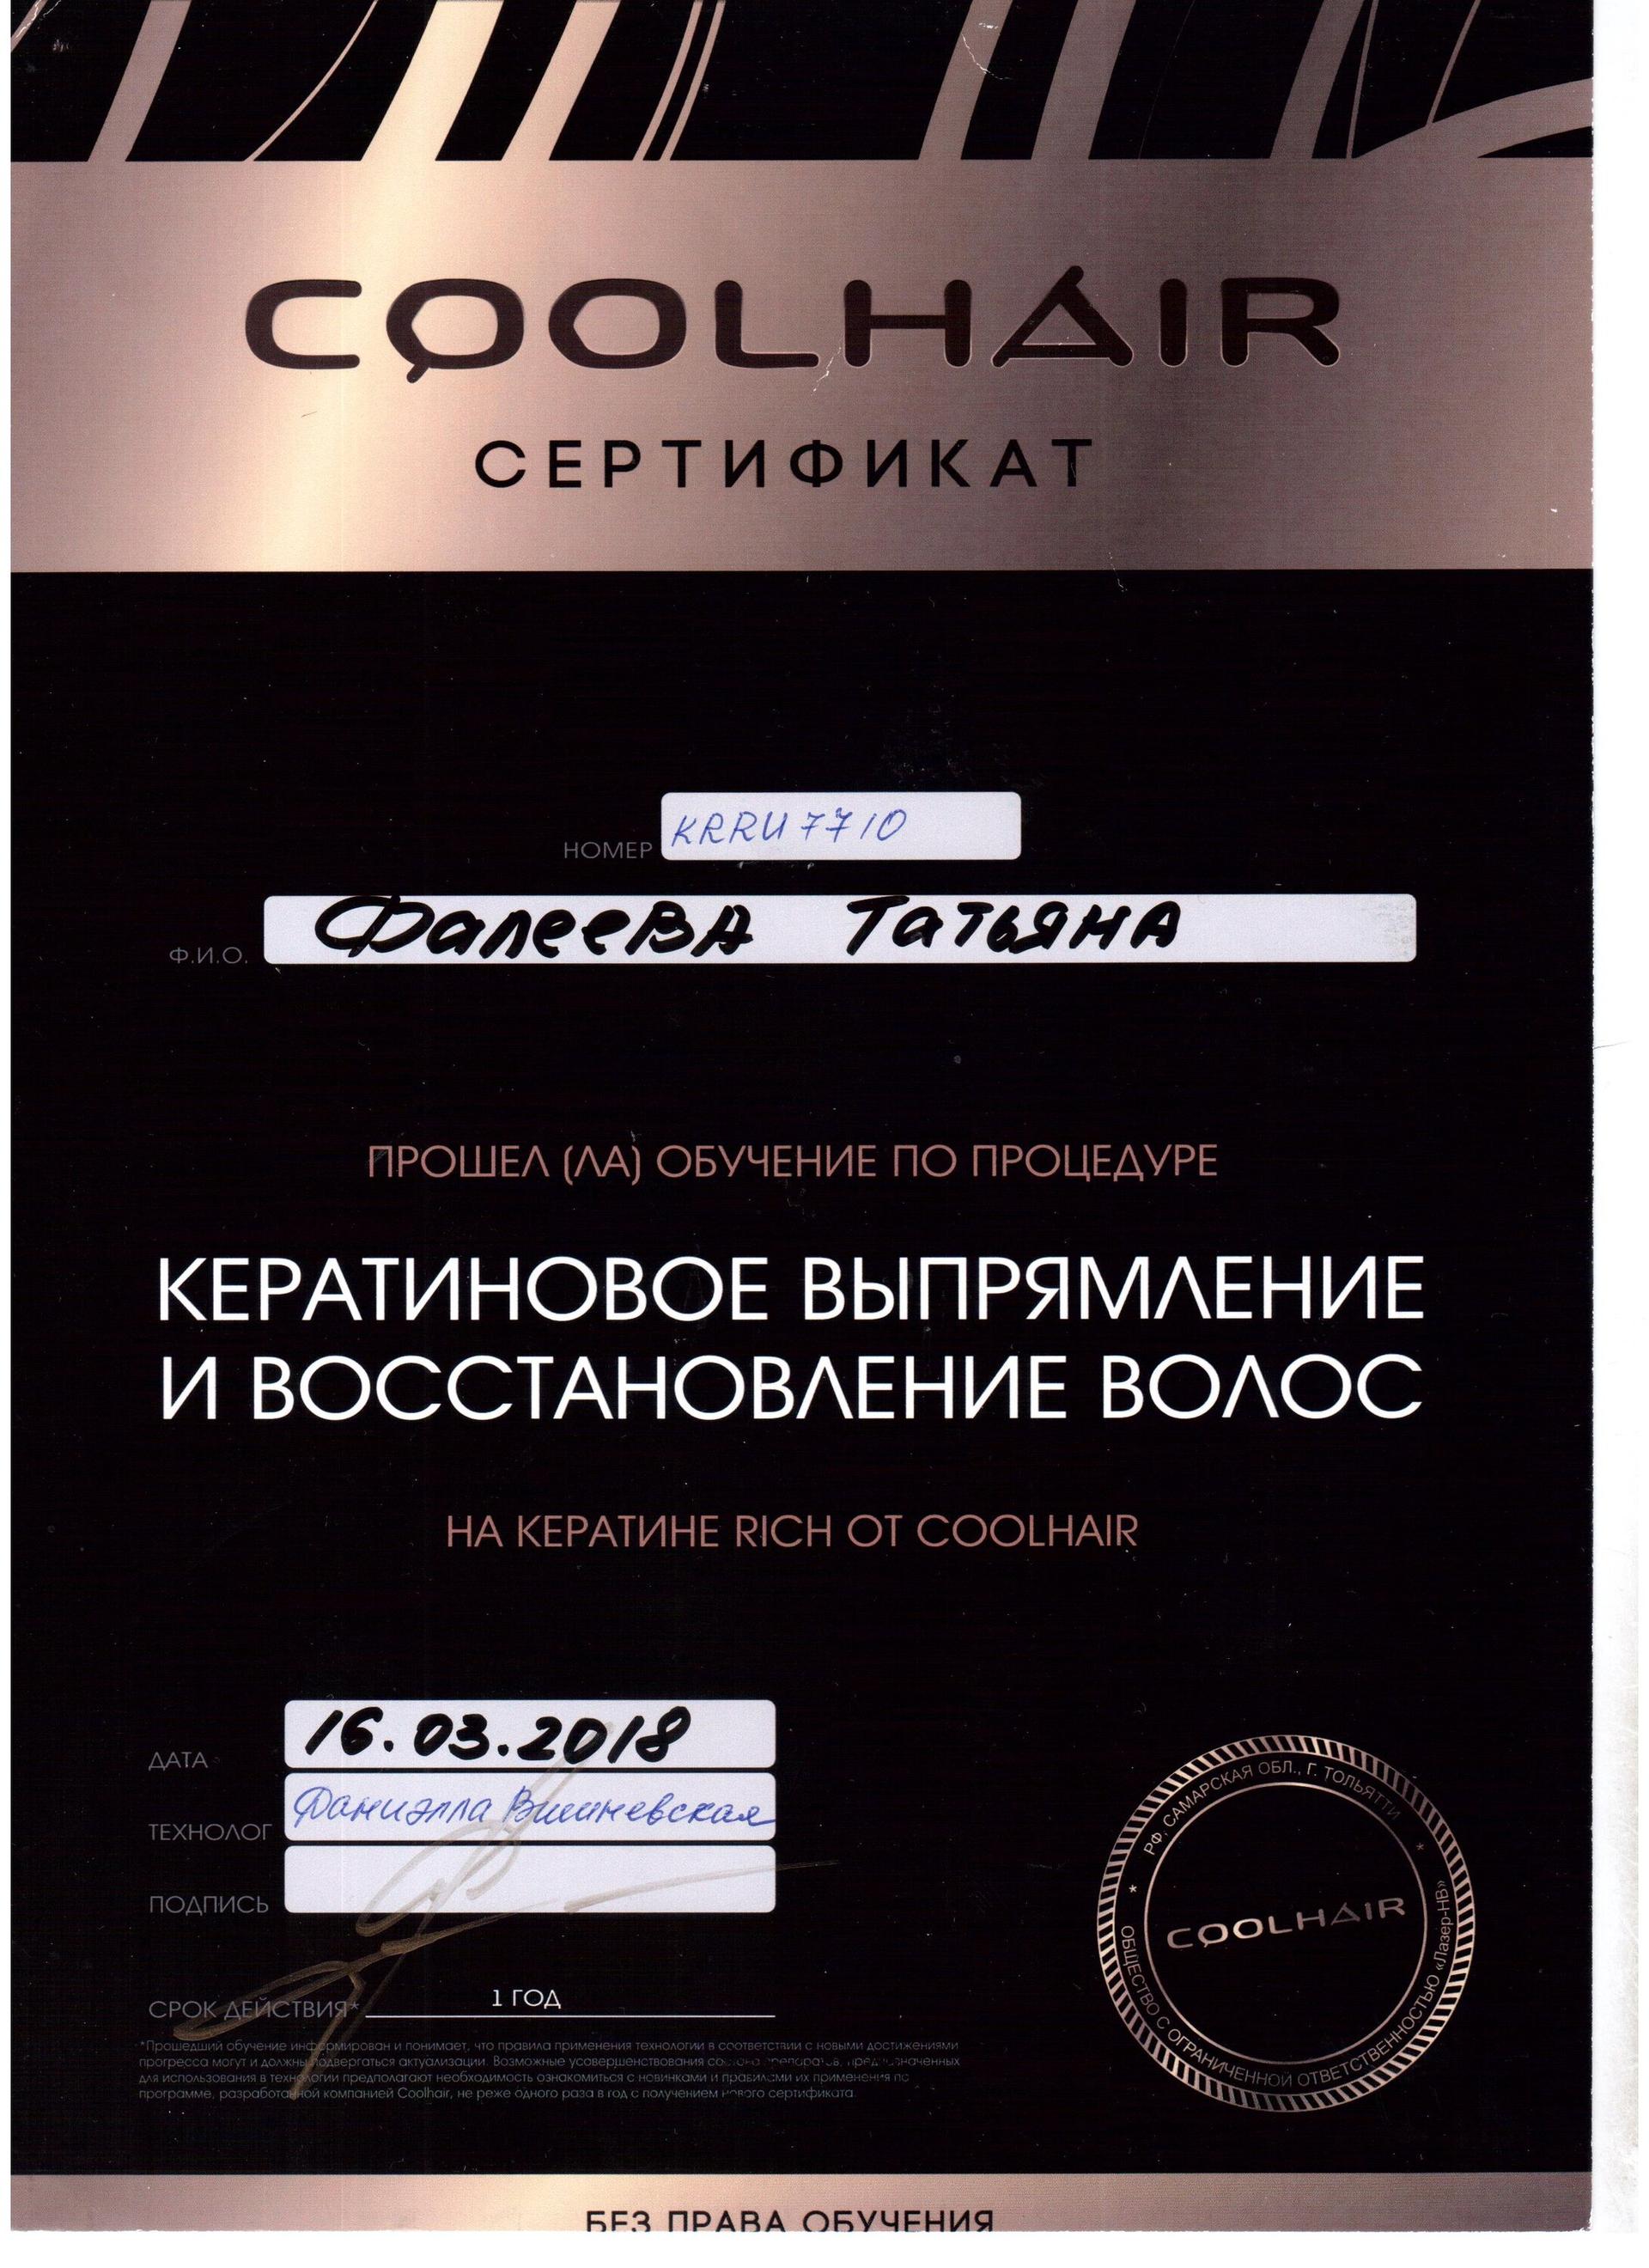 COOLHAIR
СЕРТИФИКАТ
НОМЕР KRRU7710
Ф.И.О. Фалеева Татьяна
ПРОШЕЛ (ЛА) ОБУЧЕНИЕ ПО ПРОЦЕДУРЕ
КЕРАТИНОВОЕ ВЫПРЯМЛЕНИЕ
И ВОССТАНОВЛЕНИЕ ВОЛОС
НА КЕРАТИНЕ RICH ОТ COOLHAIR
ДАТА 16.03.2018
ТЕХНОЛОГ Даниэлла Вишневская
ПОДПИСЬ
СРОК ДЕЙСТВИЯ* 1 ГОД
*Прошедший обучение информирован и понимает, что правила применения технологии в соответствии с новыми достижениями
прогресса могут и должны подвергаться актуализации. Возможные усовершенствования состава препаратов, предназначенных
для использования в технологии предполагают необходимость ознакомиться с новинками и правилами их применения по
программе, разработанной компанией Coolhair, не реже одного раза в год с получением нового сертификата.
РФ, САМАРСКАЯ ОБЛ., Г. ТОЛЬЯТТИ
* ОБЩЕСТВО С ОГРАНИЧЕННОЙ ОТВЕТСТВЕННОСТЬЮ «Лазер-НВ» *
COOLHAIR
БЕЗ ПРАВА ОБУЧЕНИЯ